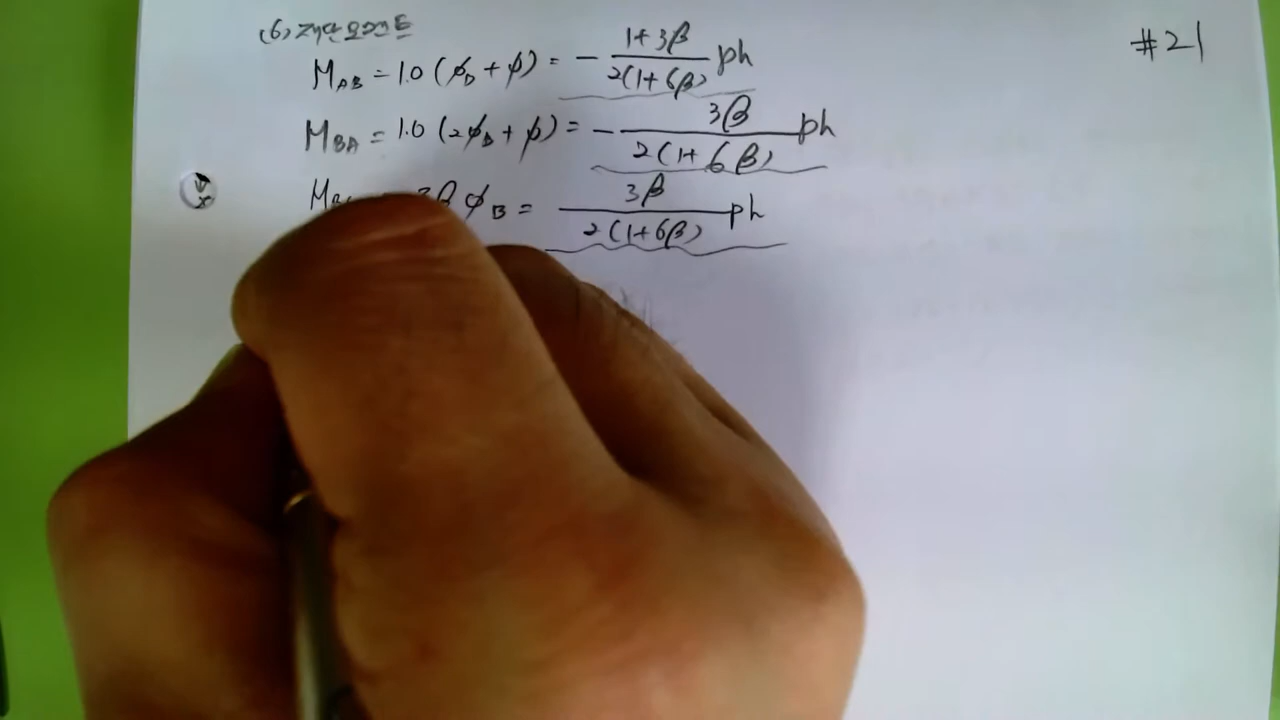 (6) 재단모멘트
#21
M_AB = 1.0 (ϕ_B + ψ) = - (1+3β)/(2(1+6β)) ph
M_BA = 1.0 (2ϕ_B + ψ) = - 3β/(2(1+6β)) ph
3β ϕ_B = 3β/(2(1+6β)) ph